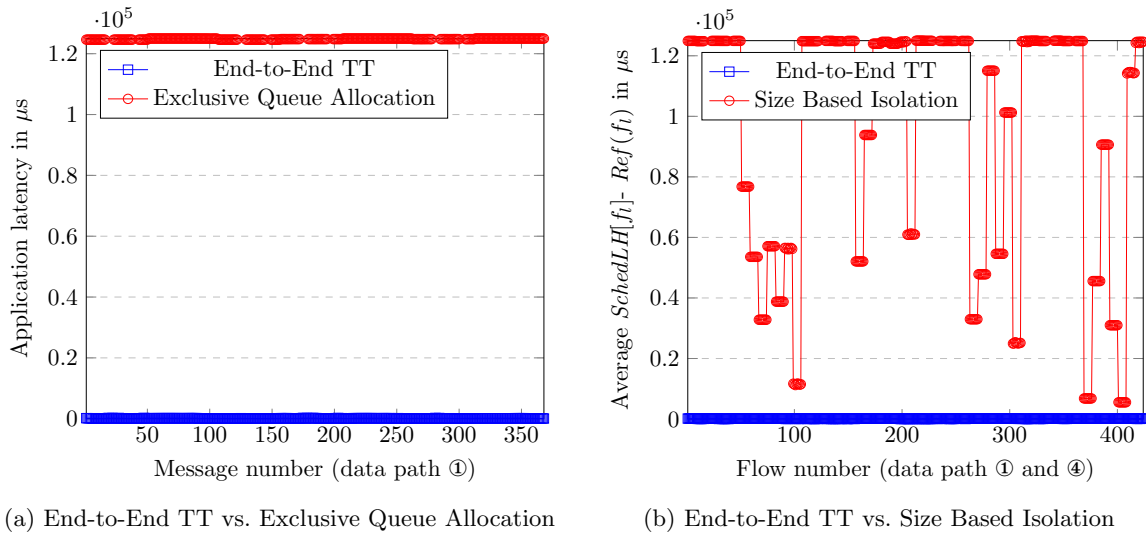 ·10^5
1.2
1
0.8
0.6
0.4
0.2
0
50 100 150 200 250 300 350
Application latency in μs
Message number (data path ①)
End-to-End TT
Exclusive Queue Allocation
(a) End-to-End TT vs. Exclusive Queue Allocation
·10^5
1.2
1
0.8
0.6
0.4
0.2
0
100 200 300 400
Average SchedLH[f_l]- Ref(f_l) in μs
Flow number (data path ① and ④)
End-to-End TT
Size Based Isolation
(b) End-to-End TT vs. Size Based Isolation